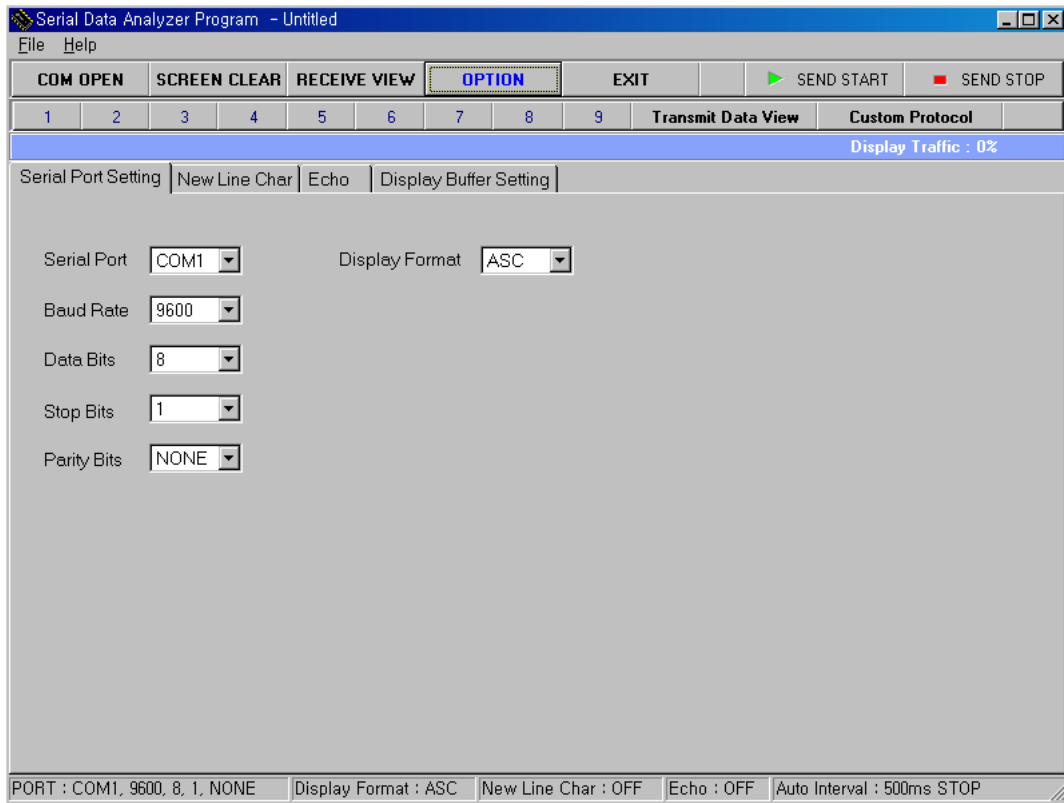 Serial Data Analyzer Program - Untitled
File Help
COM OPEN SCREEN CLEAR RECEIVE VIEW OPTION EXIT SEND START SEND STOP
1 2 3 4 5 6 7 8 9 Transmit Data View Custom Protocol
Display Traffic : 0%
Serial Port Setting New Line Char Echo Display Buffer Setting
Serial Port COM1 Display Format ASC
Baud Rate 9600
Data Bits 8
Stop Bits 1
Parity Bits NONE
PORT : COM1, 9600, 8, 1, NONE Display Format : ASC New Line Char : OFF Echo : OFF Auto Interval : 500ms STOP